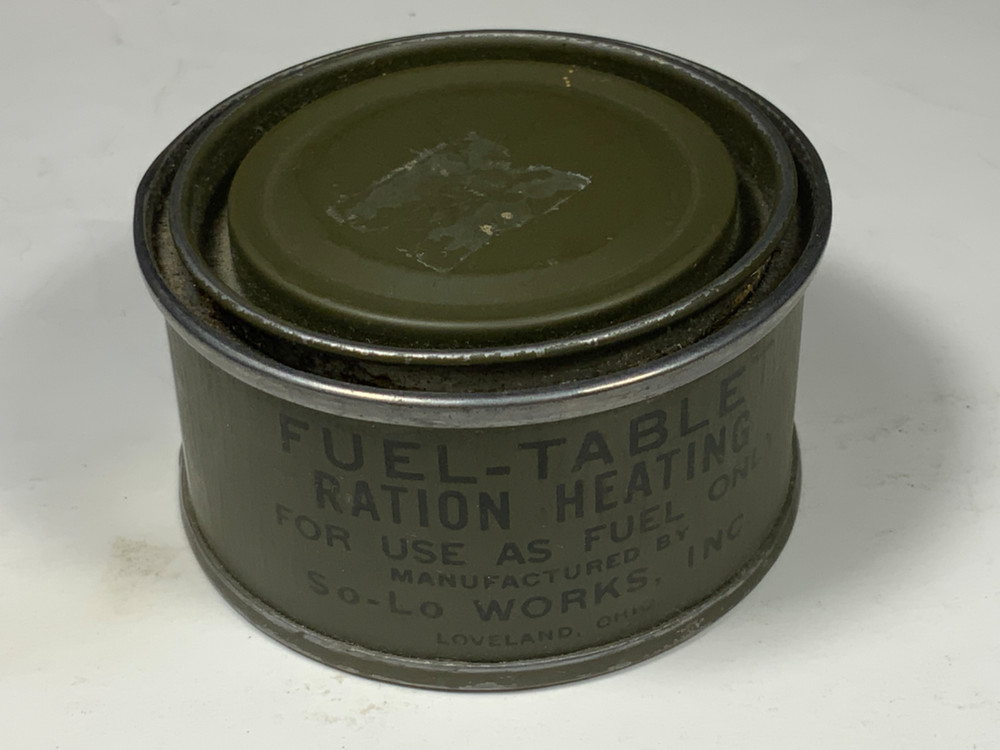 FUEL-TABLET
RATION HEATING
FOR USE AS FUEL ONLY
MANUFACTURED BY
So-Lo WORKS, INC
LOVELAND, OHIO